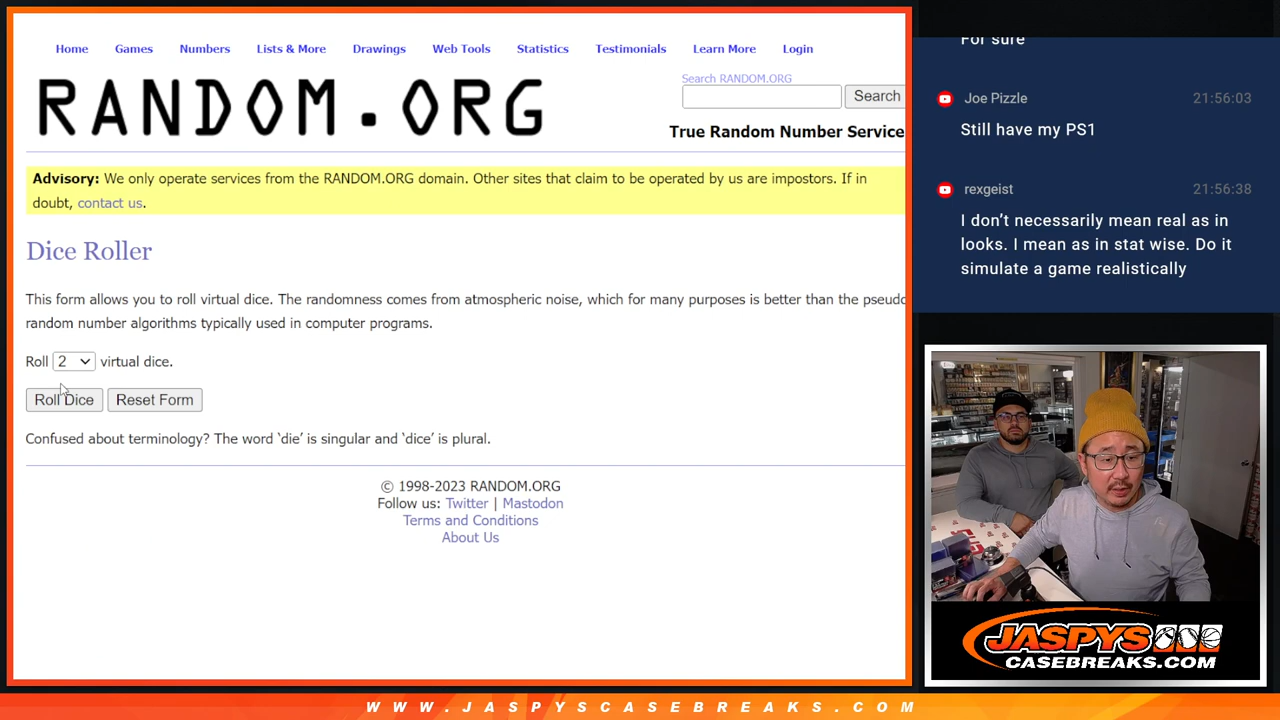 Home Games Numbers Lists & More Drawings Web Tools Statistics Testimonials Learn More Login
RANDOM.ORG
Search RANDOM.ORG
Search
True Random Number Service
Advisory: We only operate services from the RANDOM.ORG domain. Other sites that claim to be operated by us are impostors. If in
doubt, contact us.
Dice Roller
This form allows you to roll virtual dice. The randomness comes from atmospheric noise, which for many purposes is better than the pseudo
random number algorithms typically used in computer programs.
Roll 2 virtual dice.
Roll Dice Reset Form
Confused about terminology? The word ‘die’ is singular and ‘dice’ is plural.
© 1998-2023 RANDOM.ORG
Follow us: Twitter | Mastodon
Terms and Conditions
About Us
For sure
Joe Pizzle 21:56:03
Still have my PS1
rexgeist 21:56:38
I don’t necessarily mean real as in
looks. I mean as in stat wise. Do it
simulate a game realistically
JASPYS
CASEBREAKS.COM
WWW.JASPYSCASEBREAKS.COM